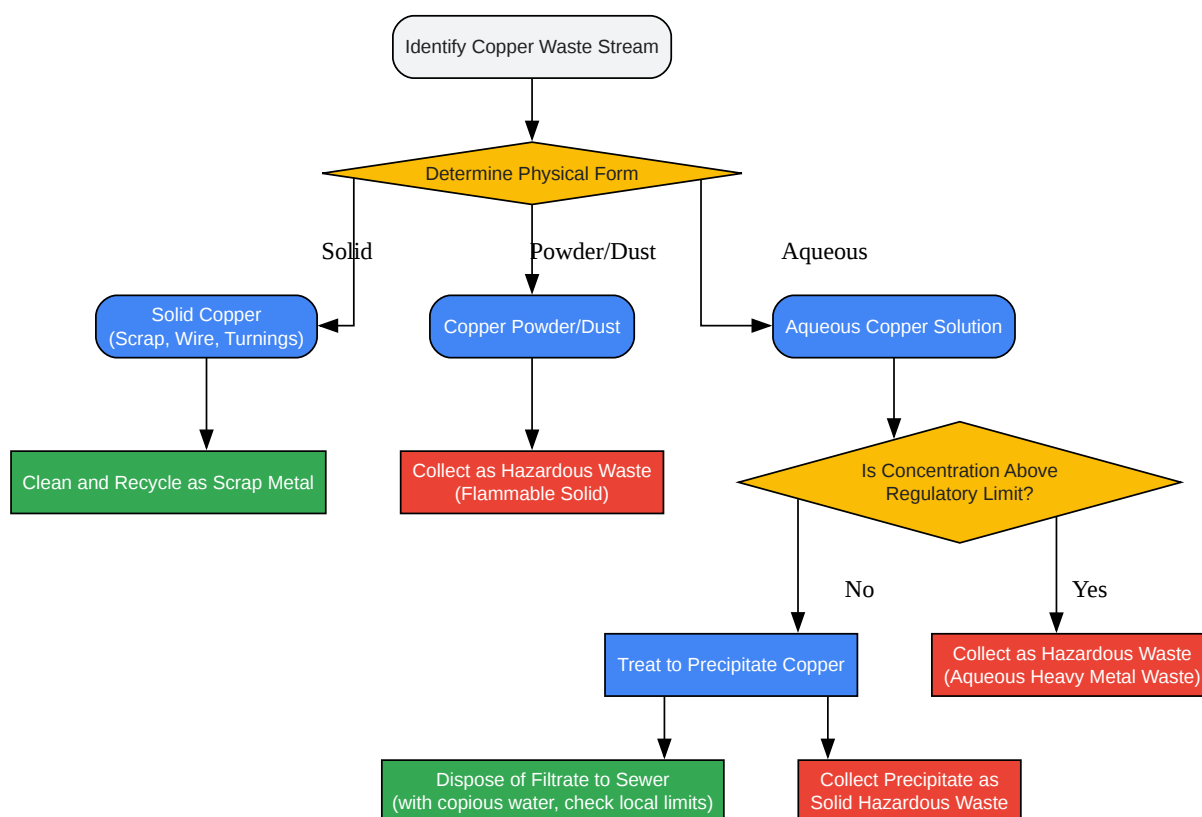 Identify Copper Waste Stream
Determine Physical Form
Solid
Powder/Dust
Aqueous
Solid Copper
(Scrap, Wire, Turnings)
Copper Powder/Dust
Aqueous Copper Solution
Clean and Recycle as Scrap Metal
Collect as Hazardous Waste
(Flammable Solid)
Is Concentration Above
Regulatory Limit?
No
Yes
Treat to Precipitate Copper
Collect as Hazardous Waste
(Aqueous Heavy Metal Waste)
Dispose of Filtrate to Sewer
(with copious water, check local limits)
Collect Precipitate as
Solid Hazardous Waste